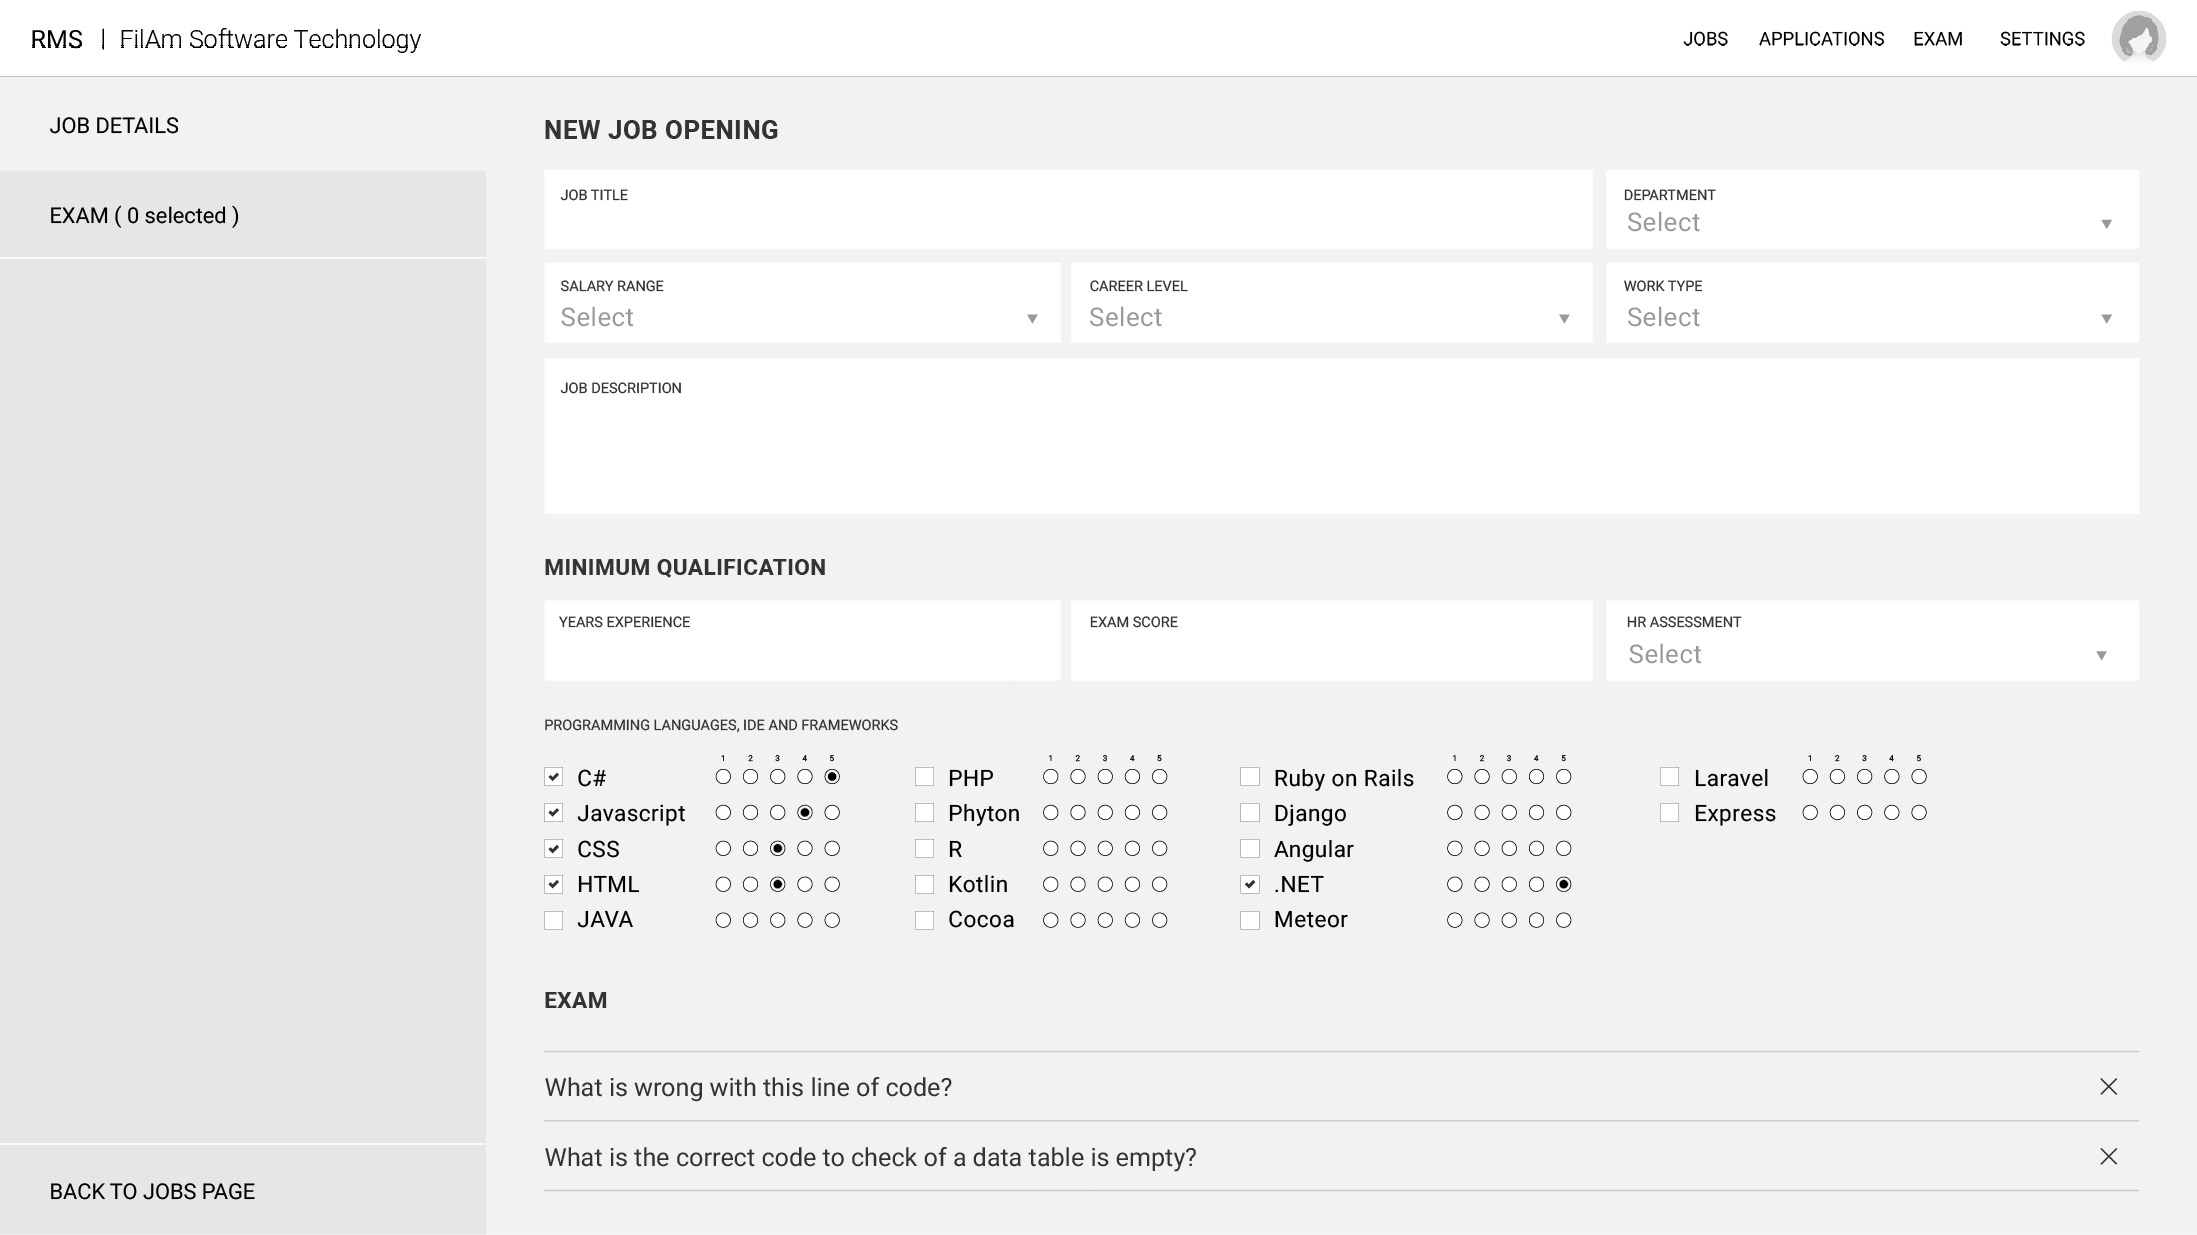 RMS | FilAm Software Technology
JOBS APPLICATIONS EXAM SETTINGS
JOB DETAILS
EXAM ( 0 selected )
BACK TO JOBS PAGE
NEW JOB OPENING
JOB TITLE
DEPARTMENT
Select
SALARY RANGE
Select
CAREER LEVEL
Select
WORK TYPE
Select
JOB DESCRIPTION
MINIMUM QUALIFICATION
YEARS EXPERIENCE
EXAM SCORE
HR ASSESSMENT
Select
PROGRAMMING LANGUAGES, IDE AND FRAMEWORKS
1 2 3 4 5
C#
Javascript
CSS
HTML
JAVA
1 2 3 4 5
PHP
Phyton
R
Kotlin
Cocoa
1 2 3 4 5
Ruby on Rails
Django
Angular
.NET
Meteor
1 2 3 4 5
Laravel
Express
EXAM
What is wrong with this line of code?
What is the correct code to check of a data table is empty?